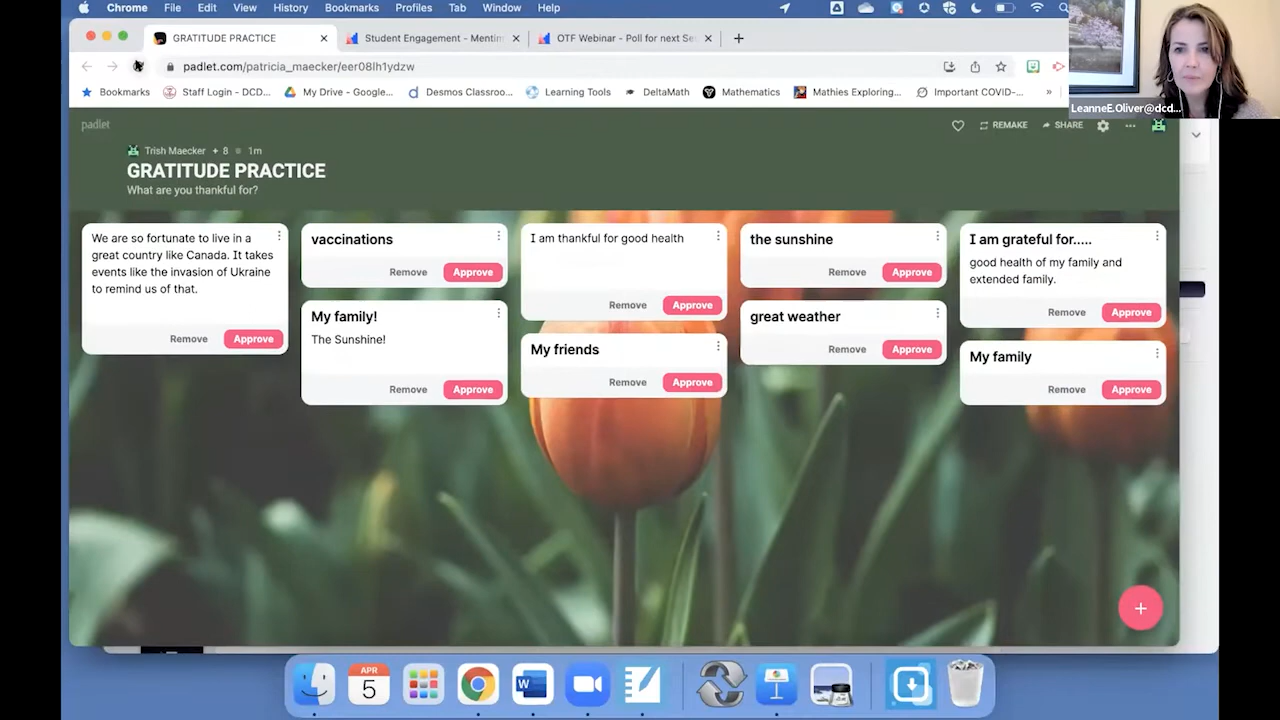 Chrome File Edit View History Bookmarks Profiles Tab Window Help
GRATITUDE PRACTICE
Student Engagement - Mentim
OTF Webinar - Poll for next Se
padlet.com/patricia_maecker/eer08lh1ydzw
Bookmarks
Staff Login - DCD...
My Drive - Google...
Desmos Classroo...
Learning Tools
DeltaMath
Mathematics
Mathies Exploring...
Important COVID-...
»
LeanneE.Oliver@dcd...
padlet
REMAKE
SHARE
Trish Maecker + 8 1m
GRATITUDE PRACTICE
What are you thankful for?
We are so fortunate to live in a
great country like Canada. It takes
events like the invasion of Ukraine
to remind us of that.
Remove Approve
vaccinations
Remove Approve
My family!
The Sunshine!
Remove Approve
I am thankful for good health
Remove Approve
My friends
Remove Approve
the sunshine
Remove Approve
great weather
Remove Approve
I am grateful for.....
good health of my family and
extended family.
Remove Approve
My family
Remove Approve
APR
5
W